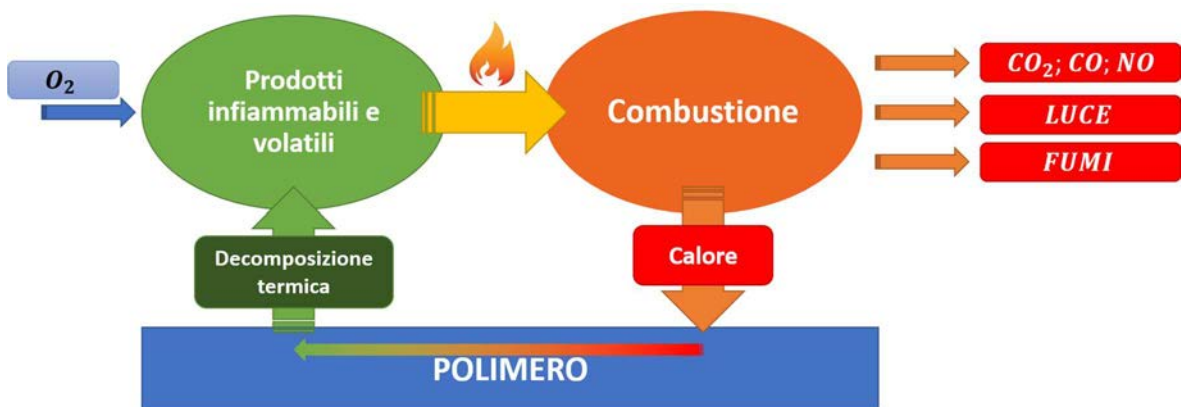 O2
Prodotti
infiammabili e
volatili
Combustione
CO2; CO; NO
LUCE
FUMI
Decomposizione
termica
Calore
POLIMERO